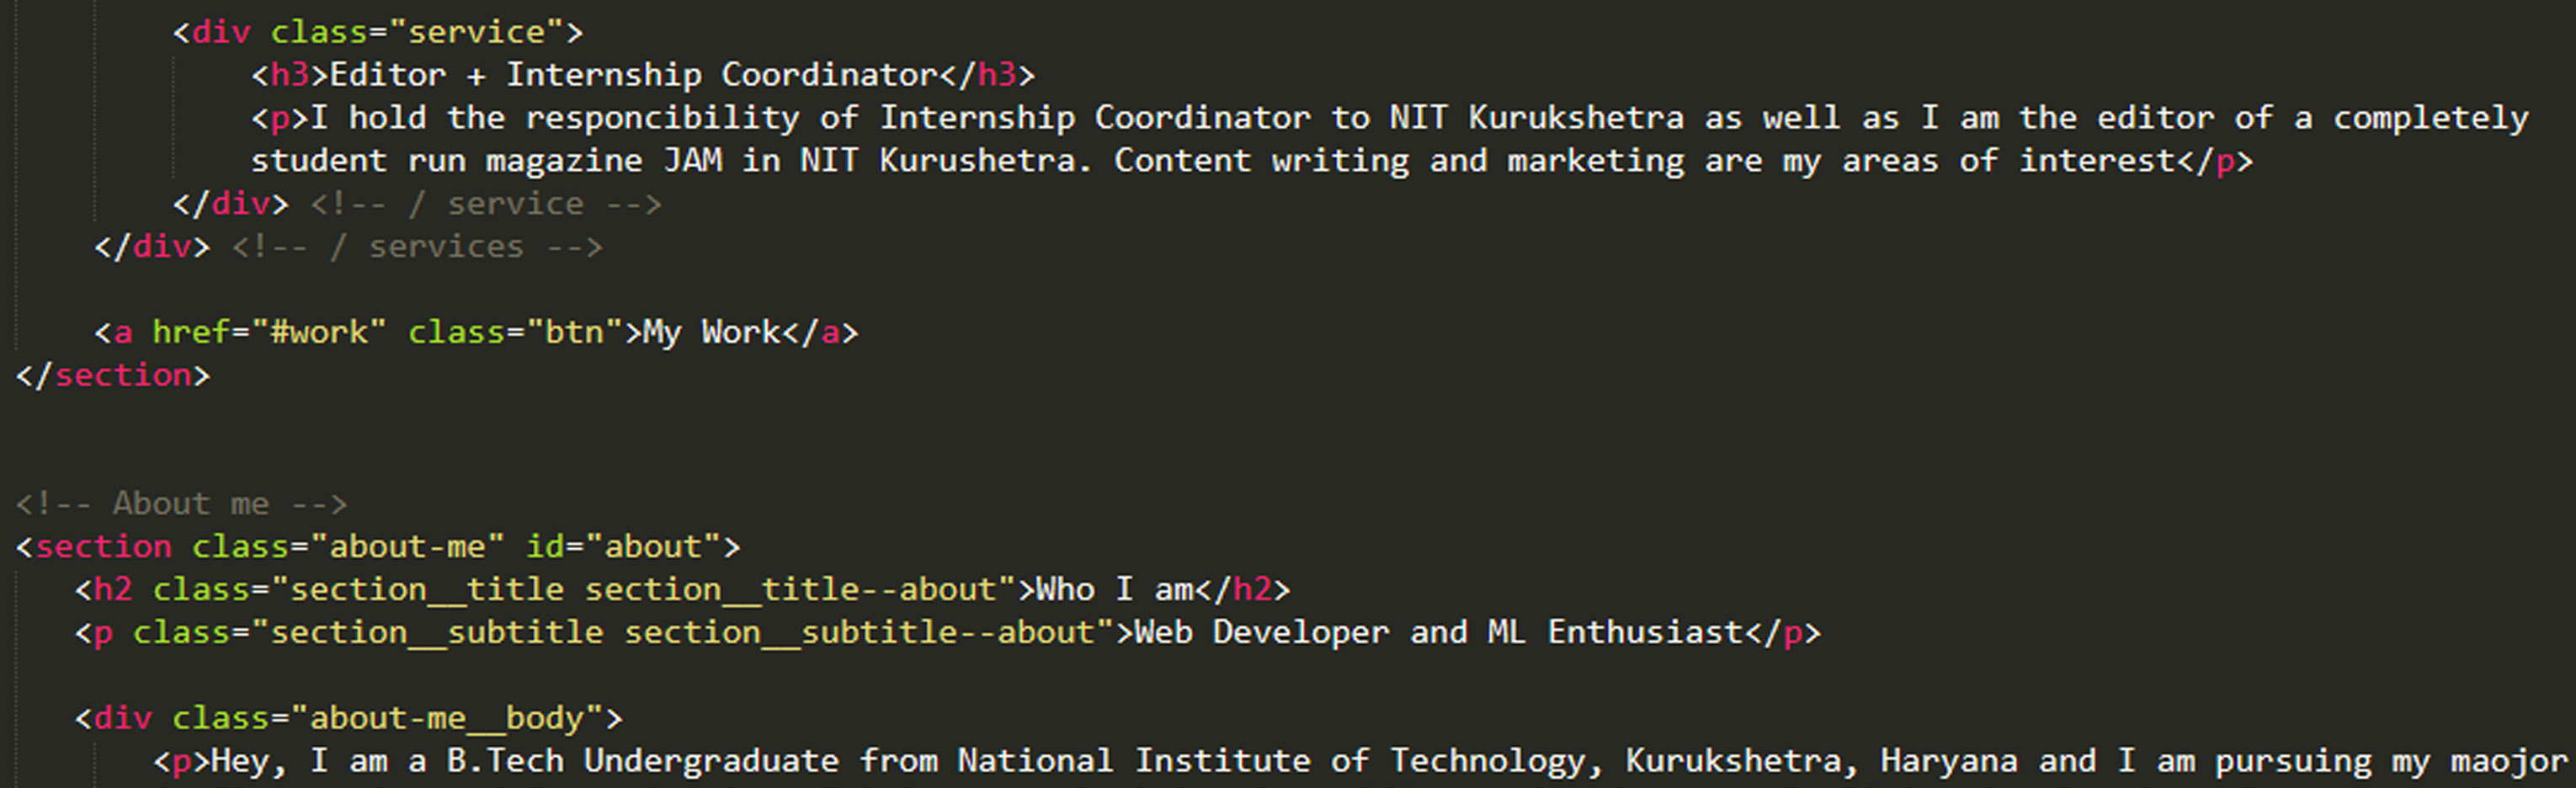 <div class="service">
<h3>Editor + Internship Coordinator</h3>
<p>I hold the responcibility of Internship Coordinator to NIT Kurukshetra as well as I am the editor of a completely
student run magazine JAM in NIT Kurushetra. Content writing and marketing are my areas of interest</p>
</div> <!-- / service -->
</div> <!-- / services -->
<a href="#work" class="btn">My Work</a>
</section>
<!-- About me -->
<section class="about-me" id="about">
<h2 class="section__title section__title--about">Who I am</h2>
<p class="section__subtitle section__subtitle--about">Web Developer and ML Enthusiast</p>
<div class="about-me__body">
<p>Hey, I am a B.Tech Undergraduate from National Institute of Technology, Kurukshetra, Haryana and I am pursuing my maojor